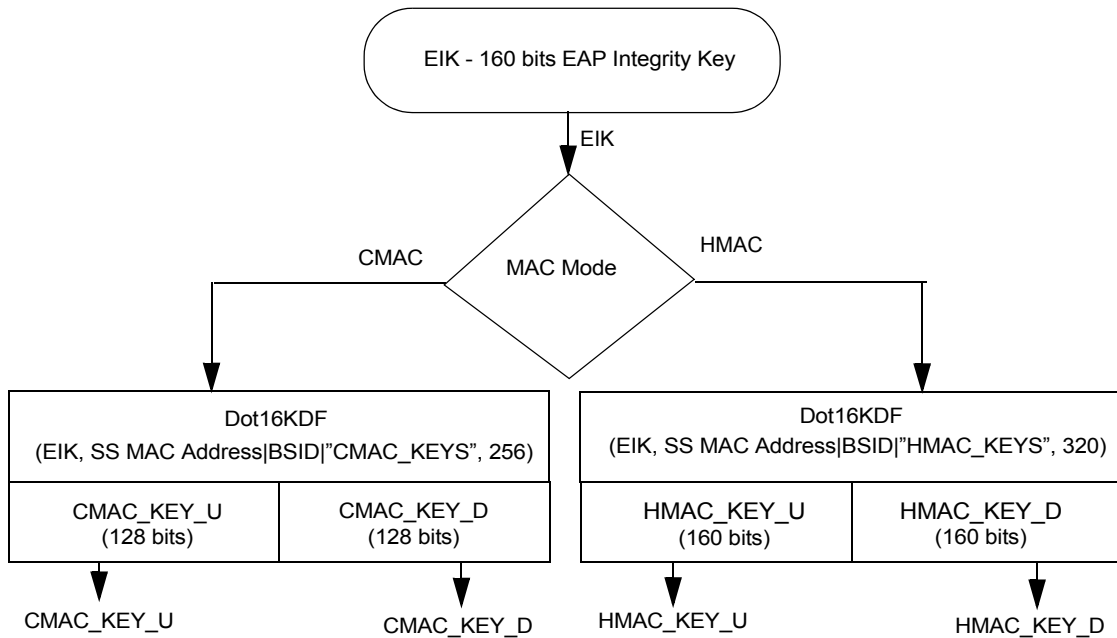 EIK - 160 bits EAP Integrity Key
EIK
CMAC
HMAC
MAC Mode
Dot16KDF
(EIK, SS MAC Address|BSID|”CMAC_KEYS”, 256)
Dot16KDF
(EIK, SS MAC Address|BSID|”HMAC_KEYS”, 320)
CMAC_KEY_U
(128 bits)
CMAC_KEY_D
(128 bits)
HMAC_KEY_U
(160 bits)
HMAC_KEY_D
(160 bits)
CMAC_KEY_U
CMAC_KEY_D
HMAC_KEY_U
HMAC_KEY_D